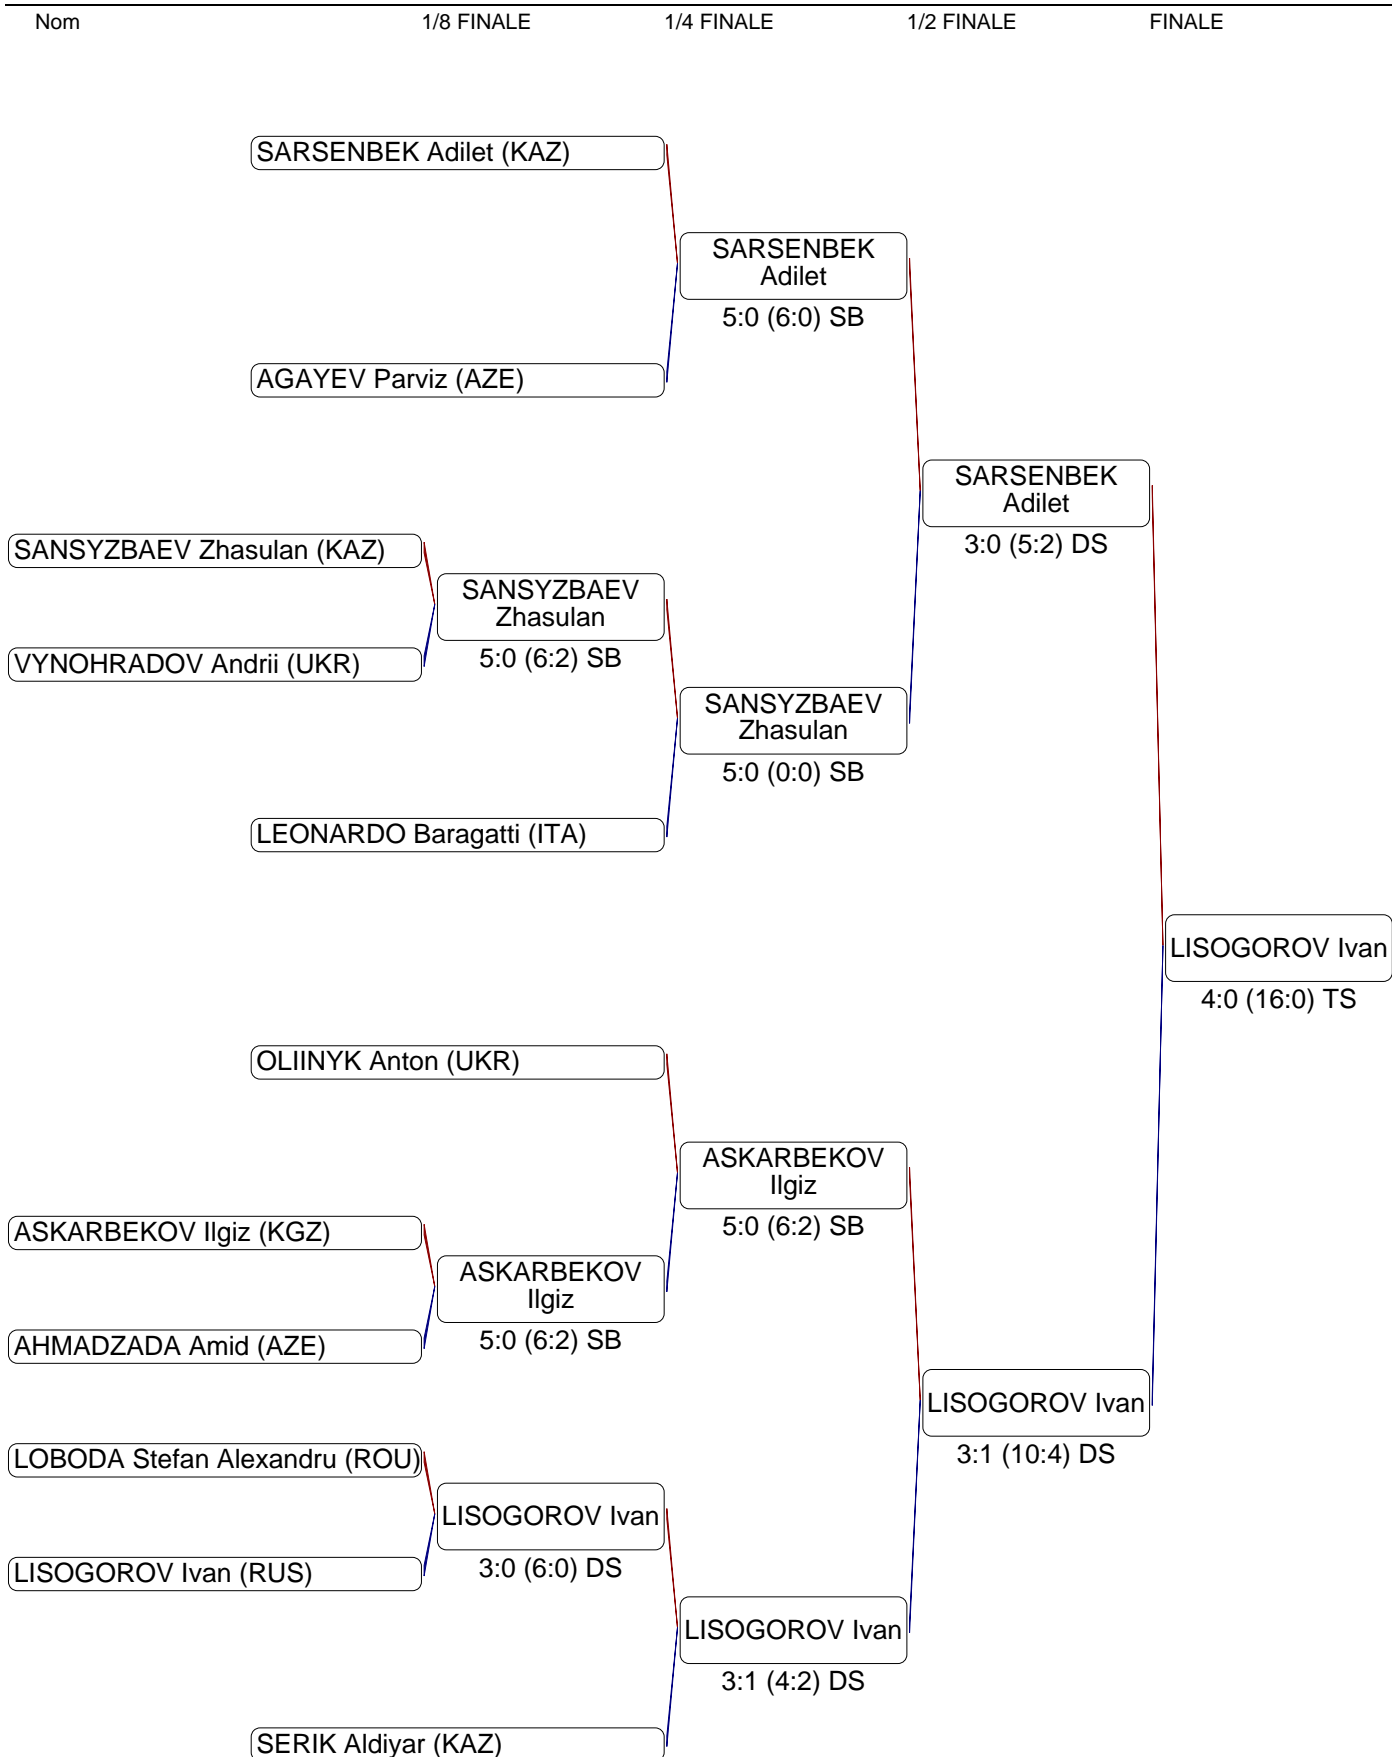 Nom 1/8 FINALE 1/4 FINALE 1/2 FINALE FINALE
SARSENBEK Adilet (KAZ)
SARSENBEK
Adilet
5:0 (6:0) SB
AGAYEV Parviz (AZE)
SARSENBEK
Adilet
3:0 (5:2) DS
SANSYZBAEV Zhasulan (KAZ)
SANSYZBAEV
Zhasulan
5:0 (6:2) SB
VYNOHRADOV Andrii (UKR)
SANSYZBAEV
Zhasulan
5:0 (0:0) SB
LEONARDO Baragatti (ITA)
LISOGOROV Ivan
4:0 (16:0) TS
OLIINYK Anton (UKR)
ASKARBEKOV
Ilgiz
5:0 (6:2) SB
ASKARBEKOV Ilgiz (KGZ)
ASKARBEKOV
Ilgiz
5:0 (6:2) SB
AHMADZADA Amid (AZE)
LISOGOROV Ivan
3:1 (10:4) DS
LOBODA Stefan Alexandru (ROU)
LISOGOROV Ivan
3:0 (6:0) DS
LISOGOROV Ivan (RUS)
LISOGOROV Ivan
3:1 (4:2) DS
SERIK Aldiyar (KAZ)